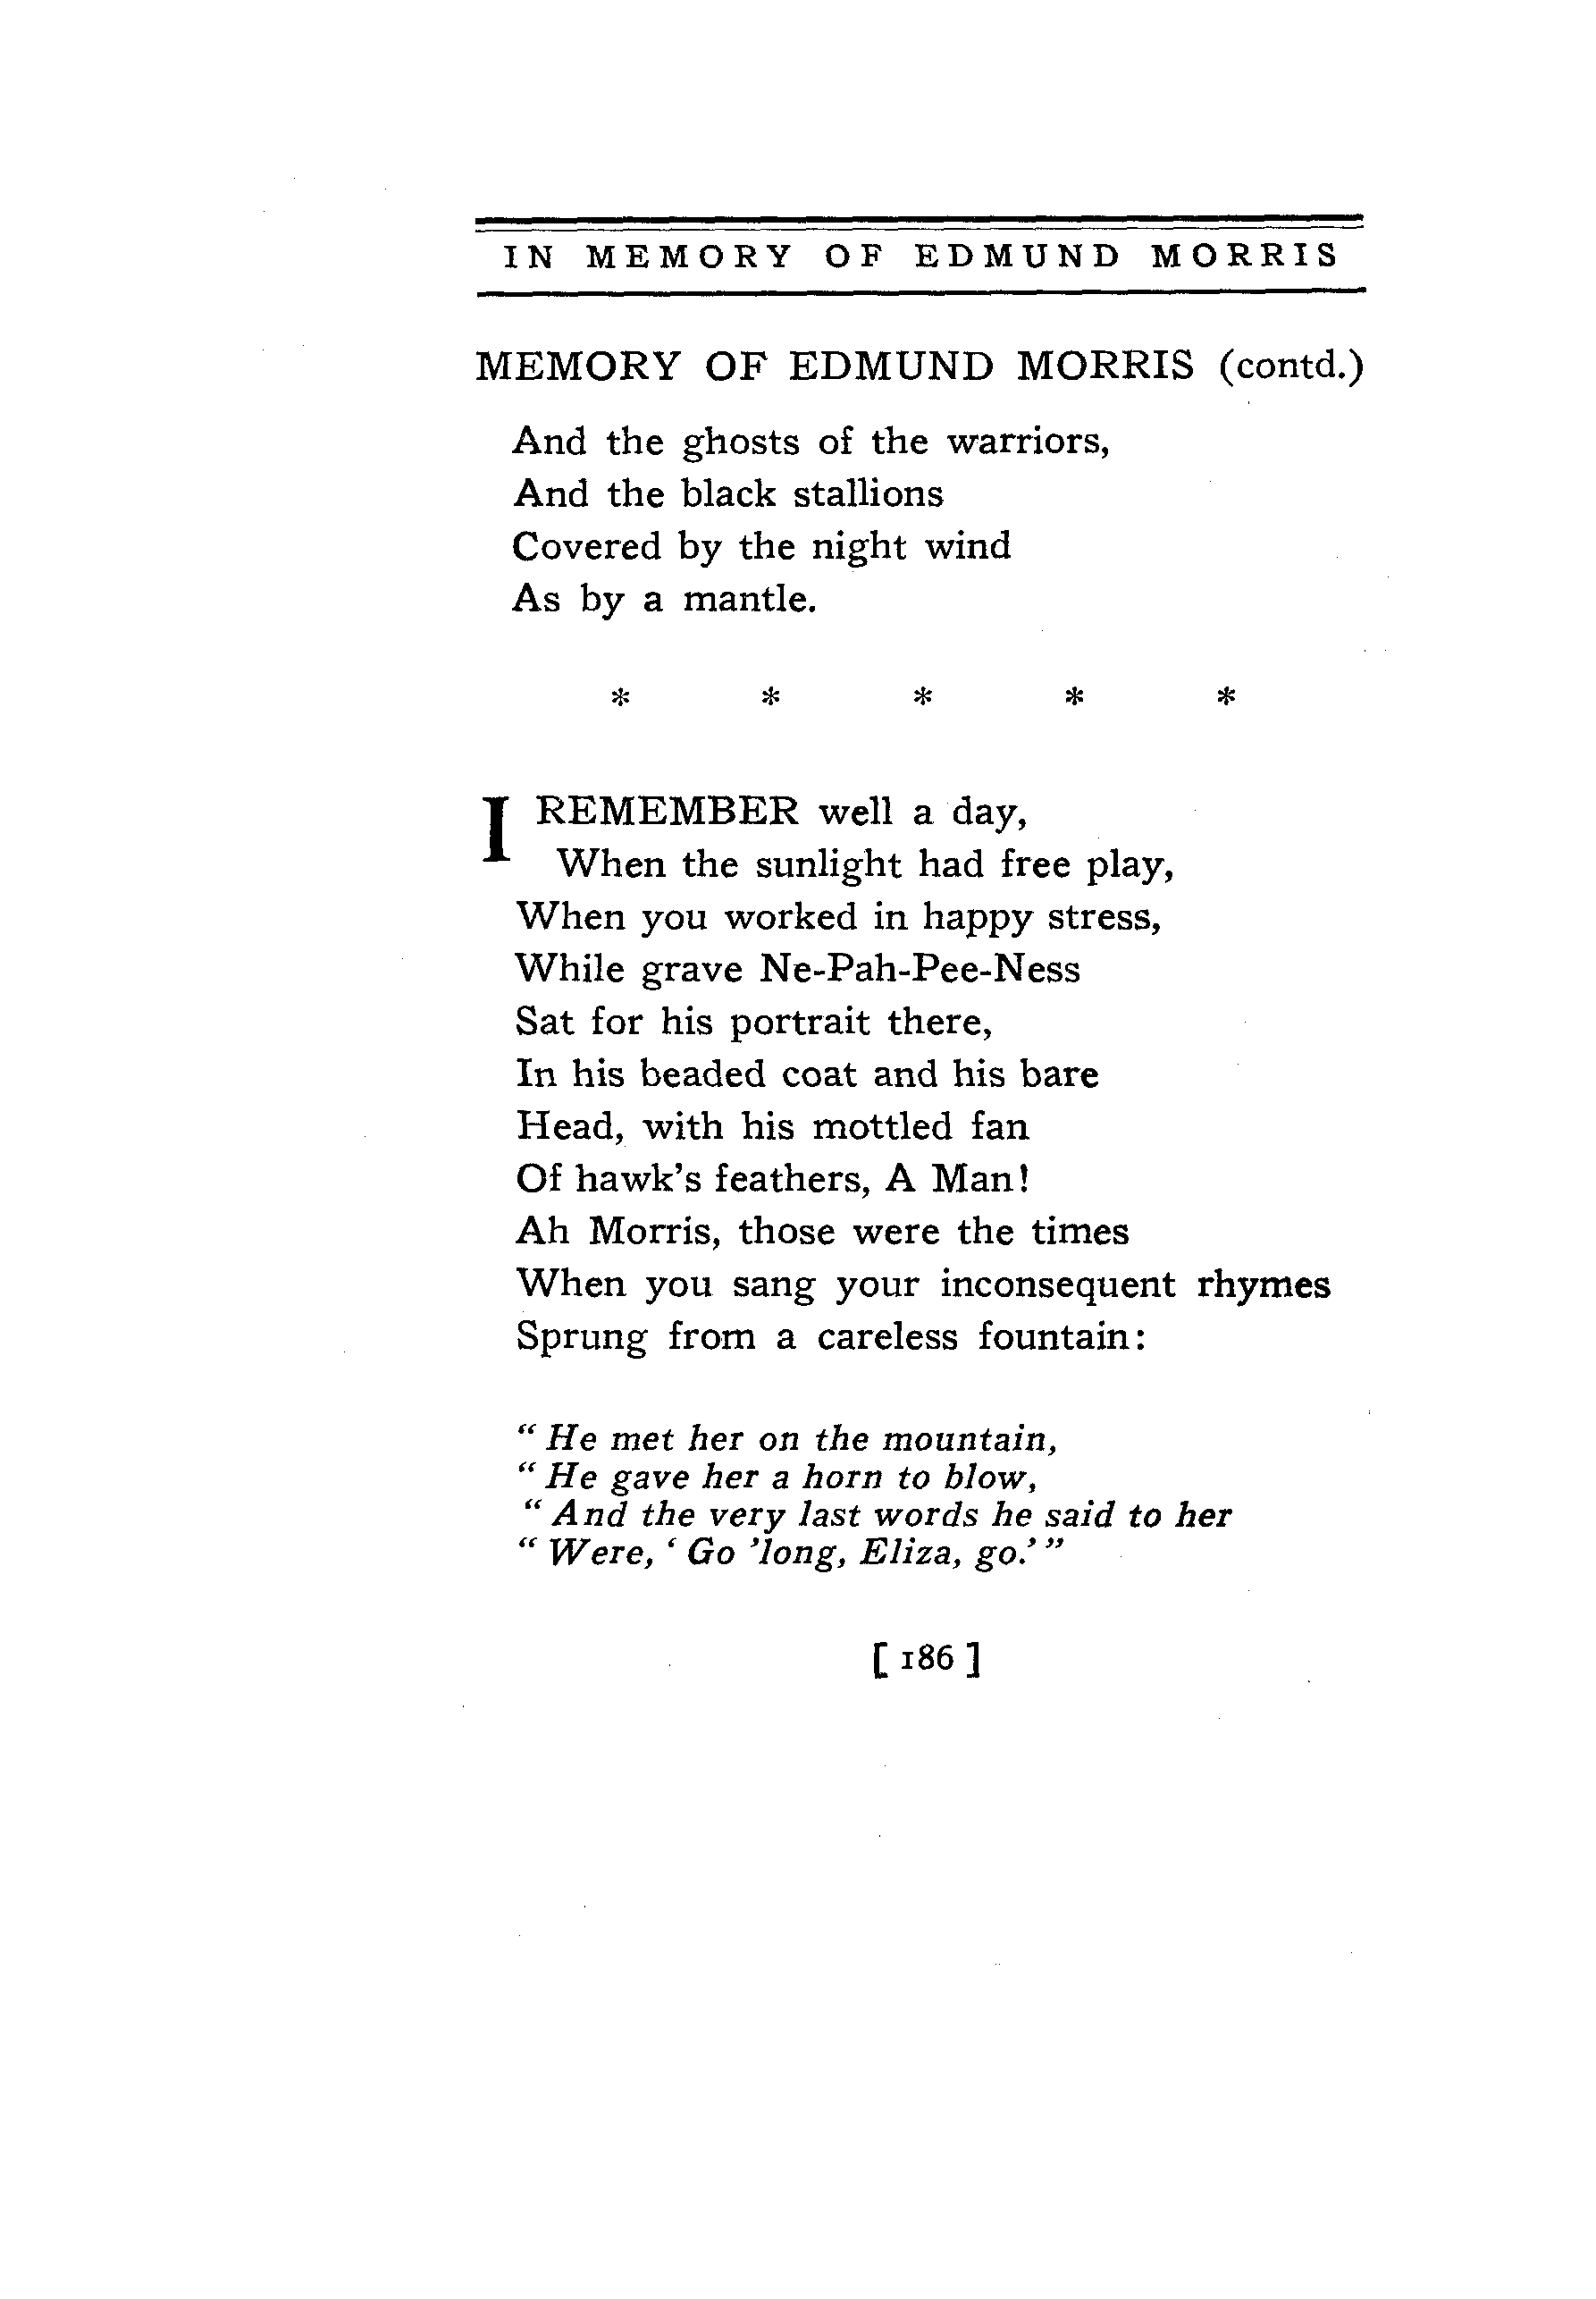 IN MEMORY OF EDMUND MORRIS
MEMORY OF EDMUND MORRIS (contd.)
And the ghosts of the warriors,
And the black stallions
Covered by the night wind
As by a mantle.
* * * * *
I REMEMBER well a day,
When the sunlight had free play,
When you worked in happy stress,
While grave Ne-Pah-Pee-Ness
Sat for his portrait there,
In his beaded coat and his bare
Head, with his mottled fan
Of hawk's feathers, A Man!
Ah Morris, those were the times
When you sang your inconsequent rhymes
Sprung from a careless fountain:
“ He met her on the mountain,
“ He gave her a horn to blow,
“ And the very last words he said to her
“ Were, ‘ Go ’long, Eliza, go.’ ”
[ 186 ]